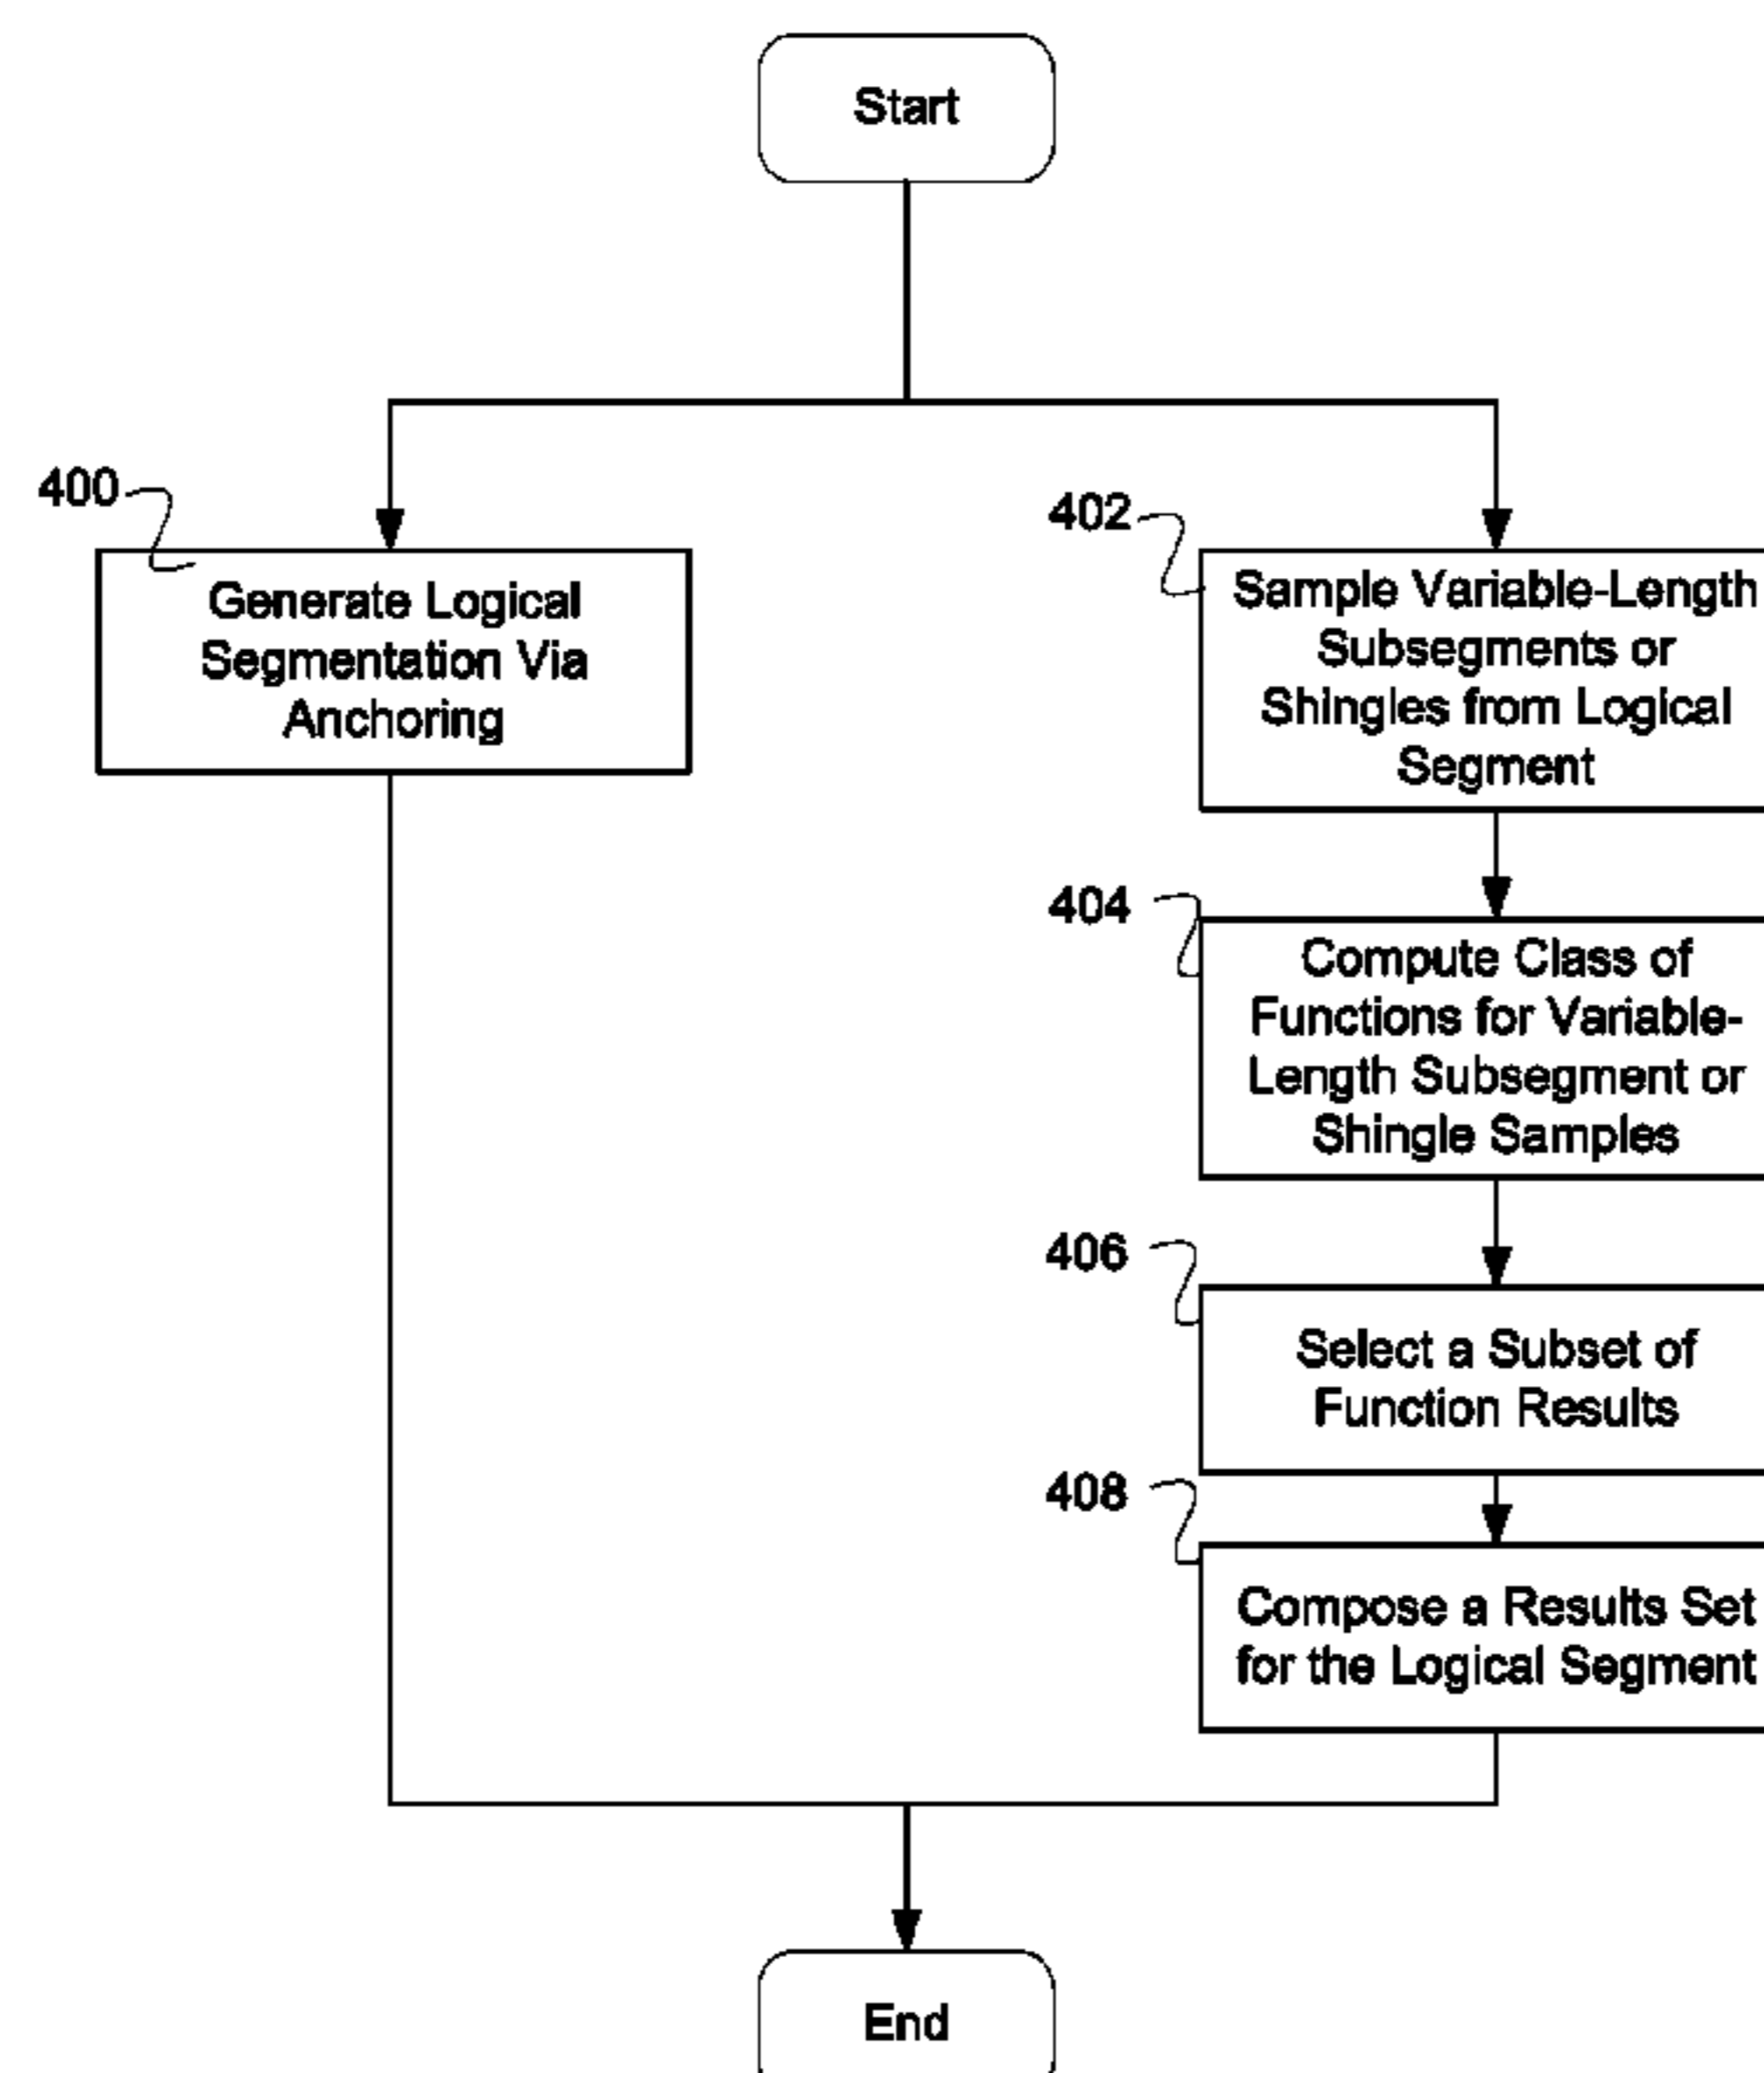 Start
400
Generate Logical
Segmentation Via
Anchoring
402
Sample Variable-Length
Subsegments or
Shingles from Logical
Segment
404
Compute Class of
Functions for Variable-
Length Subsegment or
Shingle Samples
406
Select a Subset of
Function Results
408
Compose a Results Set
for the Logical Segment
End